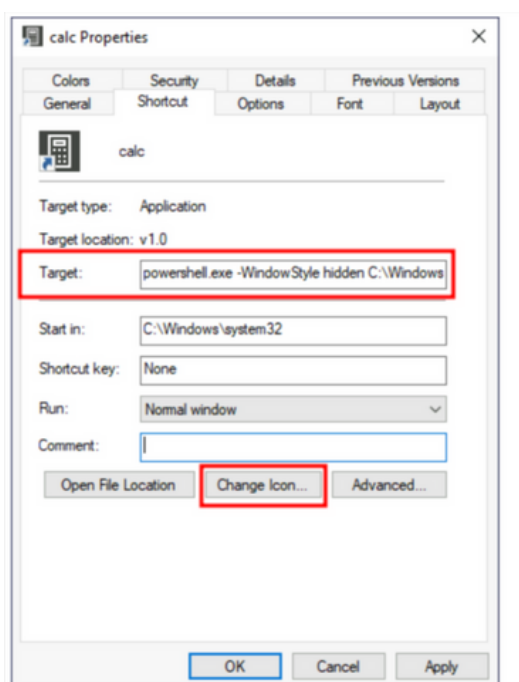 calc Properties
Colors Security Details Previous Versions
General Shortcut Options Font Layout
calc
Target type: Application
Target location: v1.0
Target: powershell.exe -WindowStyle hidden C:\Windows
Start in: C:\Windows\system32
Shortcut key: None
Run: Normal window
Comment:
Open File Location Change Icon... Advanced...
OK Cancel Apply